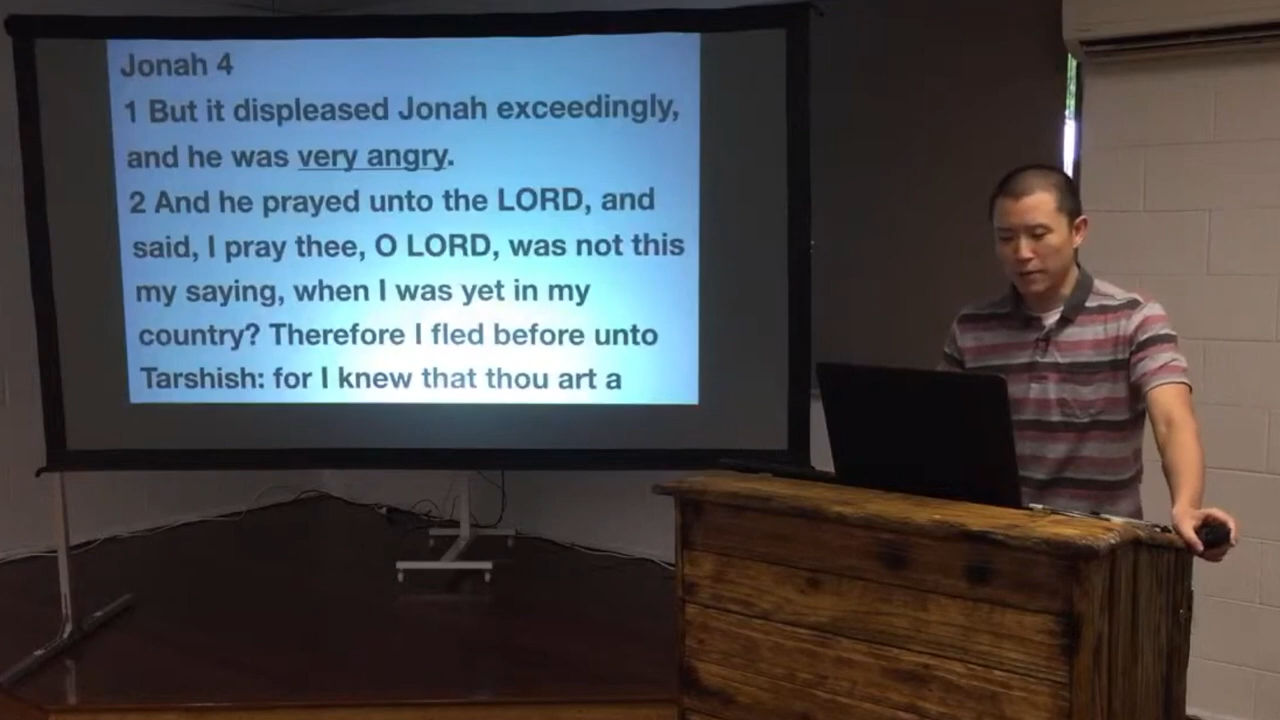 Jonah 4
1 But it displeased Jonah exceedingly,
and he was very angry.
2 And he prayed unto the LORD, and
said, I pray thee, O LORD, was not this
my saying, when I was yet in my
country? Therefore I fled before unto
Tarshish: for I knew that thou art a